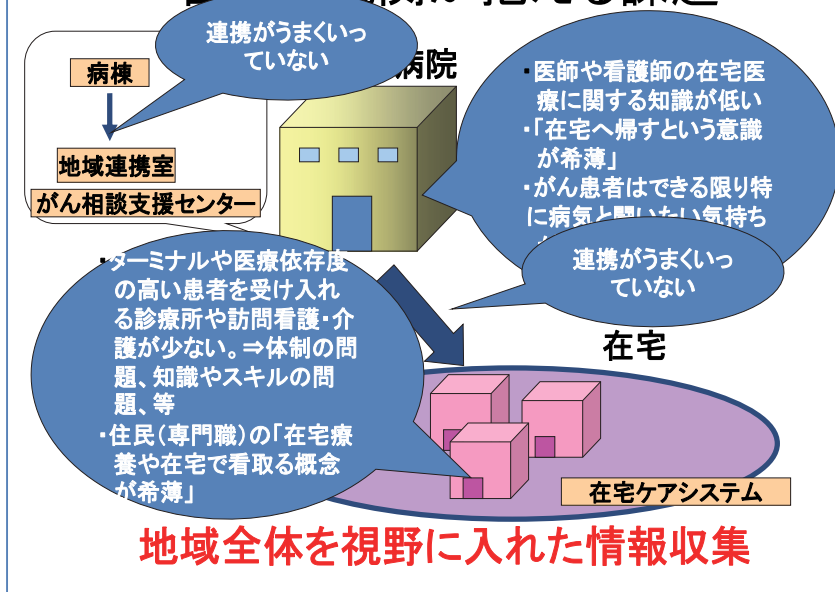 える課題
連携がうまくいっ
ていない
病院
病棟
地域連携室
がん相談支援センター
・医師や看護師の在宅医
療に関する知識が低い
・「在宅へ帰すという意識
が希薄」
・がん患者はできる限り特
に病気と闘いたい気持ち
連携がうまくいっ
ていない
・ターミナルや医療依存度
の高い患者を受け入れ
る診療所や訪問看護・介
護が少ない。⇒体制の問
題、知識やスキルの問
題、等
・住民(専門職)の「在宅療
養や在宅で看取る概念
が希薄」
在宅
在宅ケアシステム
地域全体を視野に入れた情報収集